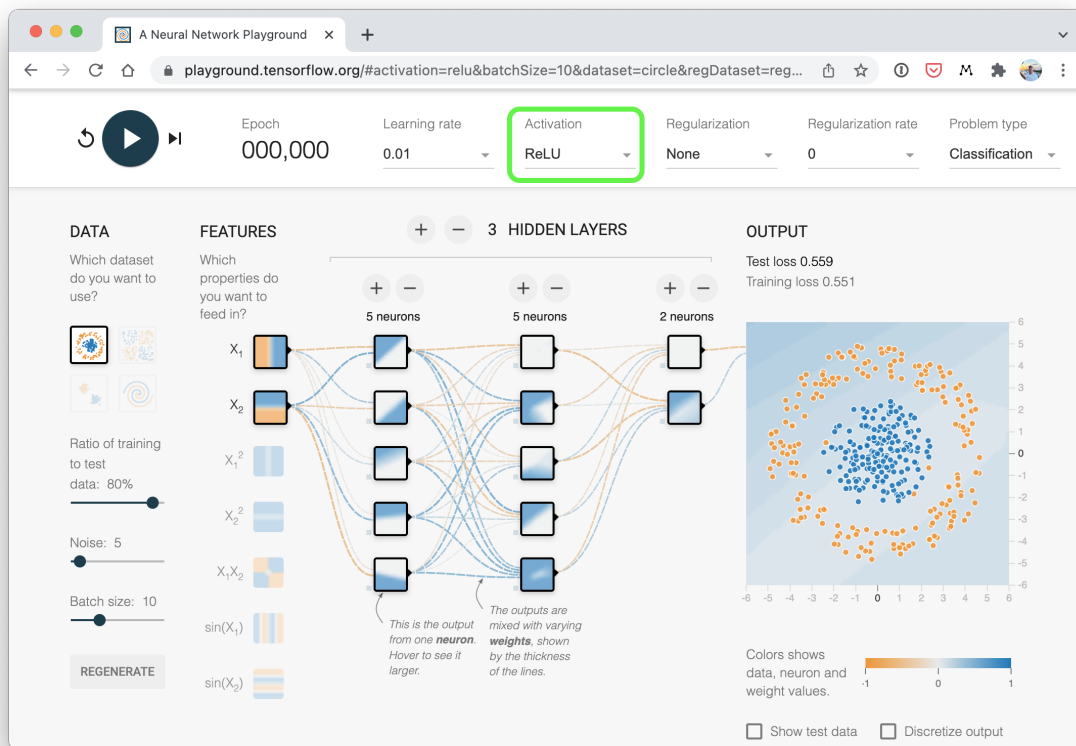 A Neural Network Playground
playground.tensorflow.org/#activation=relu&batchSize=10&dataset=circle&regDataset=reg...
Epoch
000,000
Learning rate
0.01
Activation
ReLU
Regularization
None
Regularization rate
0
Problem type
Classification
DATA
Which dataset
do you want to
use?
Ratio of training
to test
data: 80%
Noise: 5
Batch size: 10
REGENERATE
FEATURES
Which
properties do
you want to
feed in?
X₁
X₂
X₁²
X₂²
X₁X₂
sin(X₁)
sin(X₂)
+ − 3 HIDDEN LAYERS
+ −
5 neurons
+ −
5 neurons
+ −
2 neurons
This is the output
from one neuron.
Hover to see it
larger.
The outputs are
mixed with varying
weights, shown
by the thickness
of the lines.
OUTPUT
Test loss 0.559
Training loss 0.551
6
5
4
3
2
1
0
-1
-2
-3
-4
-5
-6
-6 -5 -4 -3 -2 -1 0 1 2 3 4 5 6
Colors shows
data, neuron and
weight values.
-1 0 1
Show test data
Discretize output